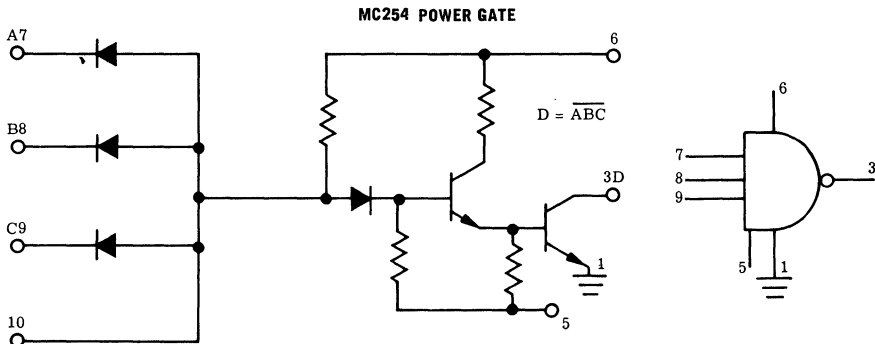 MC254 POWER GATE
A7
6
D = \overline{ABC}
6
B8
7
8
9
3
3D
C9
1
5
1
5
10